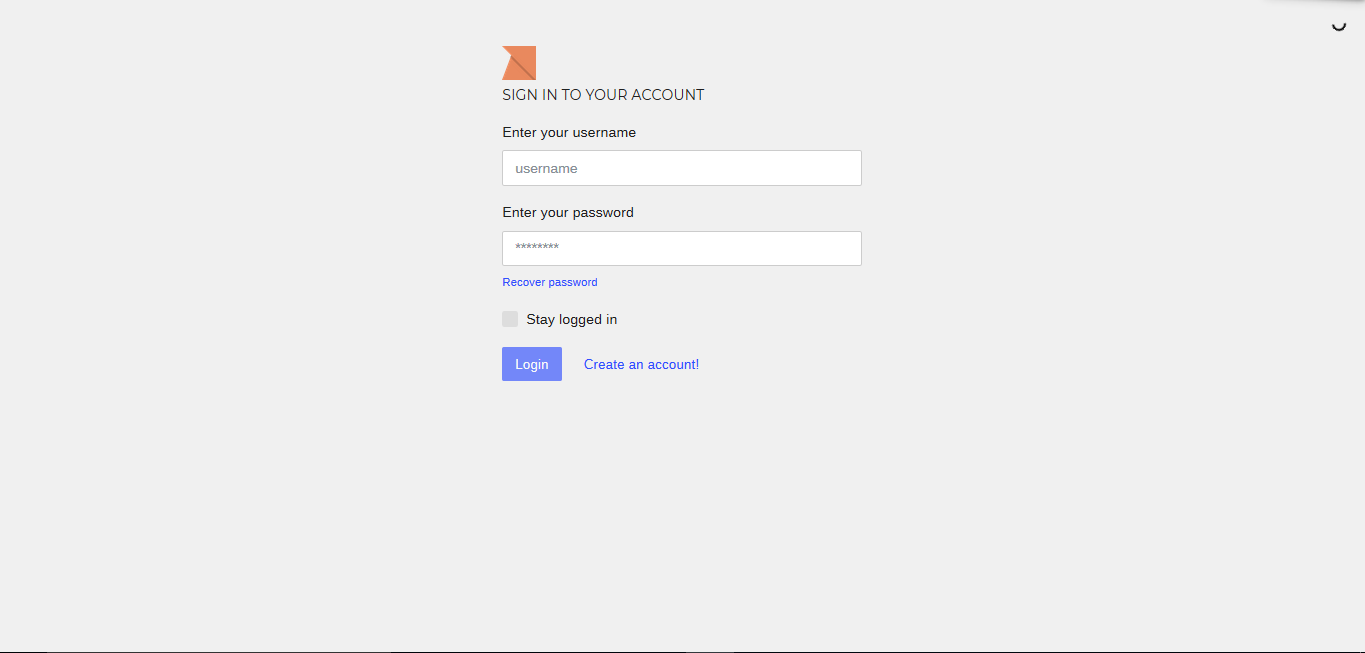 SIGN IN TO YOUR ACCOUNT
Enter your username
username
Enter your password
********
Recover password
Stay logged in
Login Create an account!